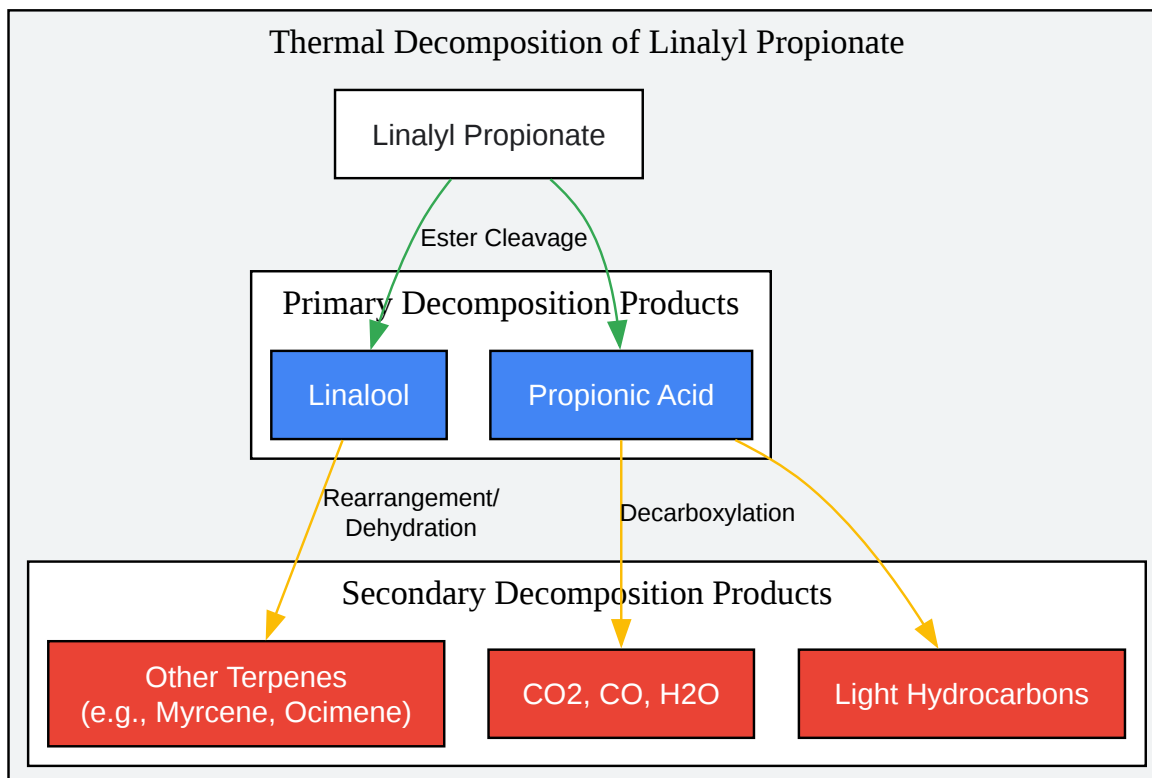 Thermal Decomposition of Linalyl Propionate
Linalyl Propionate
Ester Cleavage
Primary Decomposition Products
Linalool
Propionic Acid
Rearrangement/
Dehydration
Decarboxylation
Secondary Decomposition Products
Other Terpenes
(e.g., Myrcene, Ocimene)
CO2, CO, H2O
Light Hydrocarbons